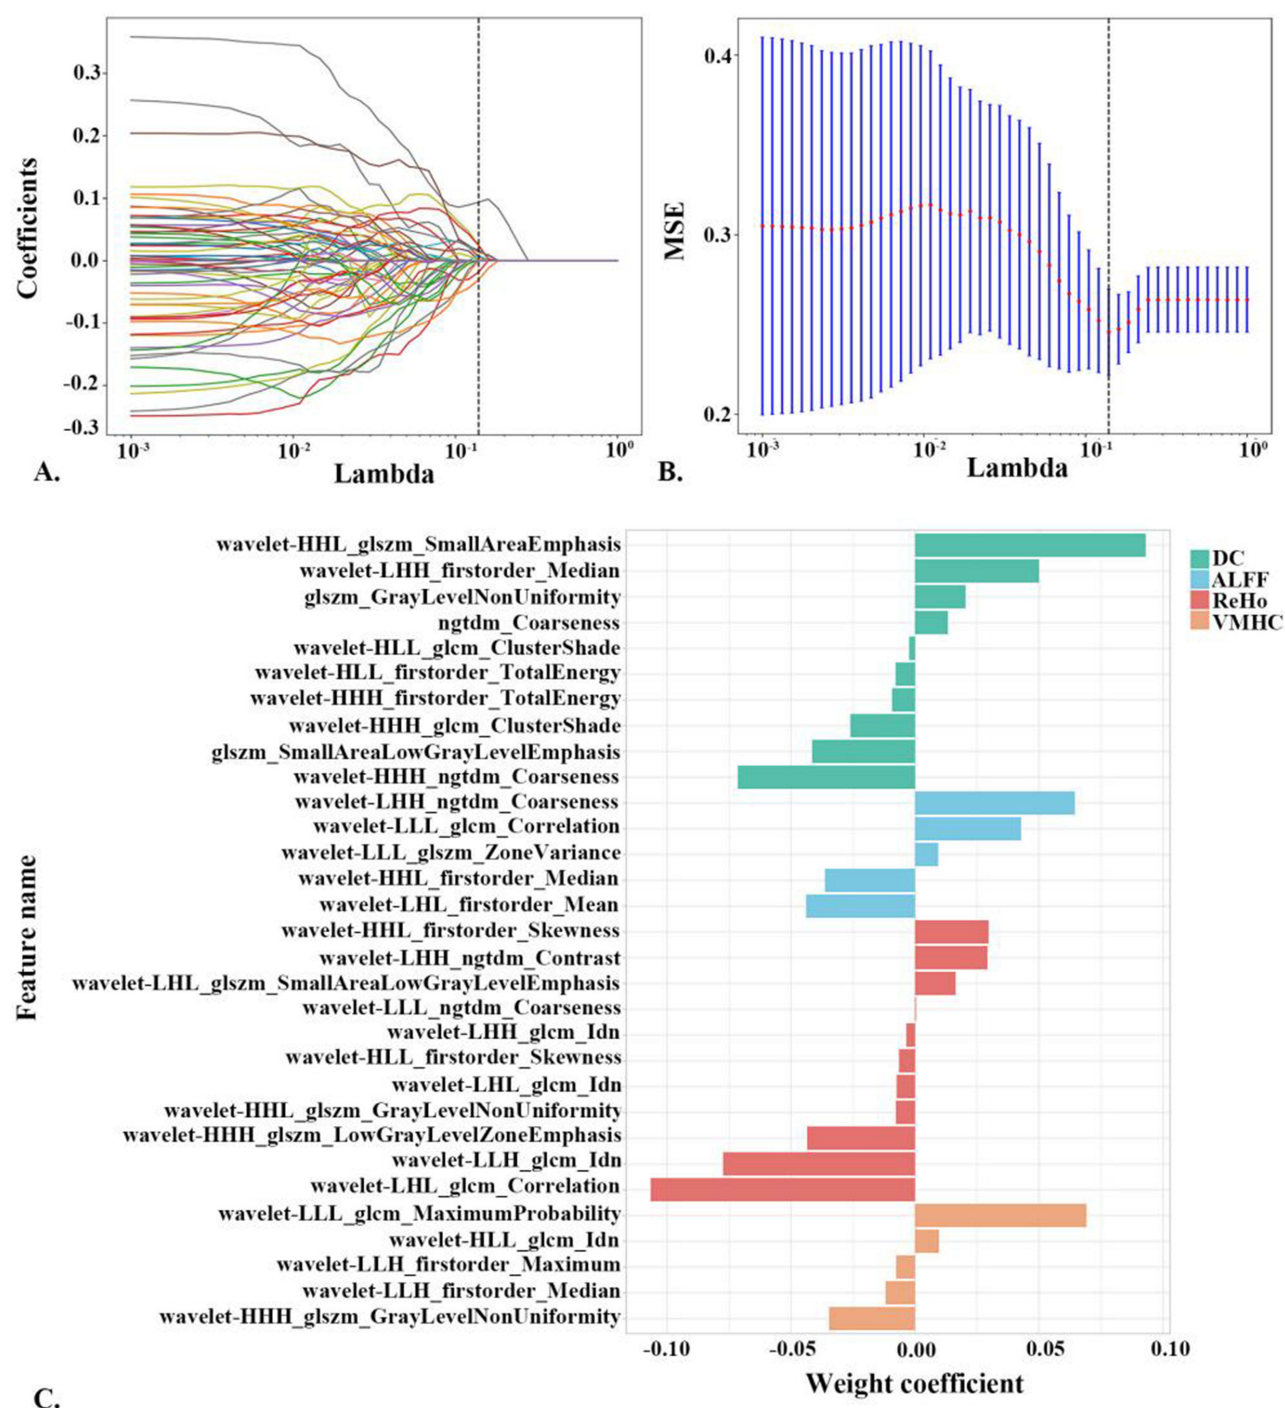 0.3
0.2
0.1
0.0
-0.1
-0.2
-0.3
Coefficients
10-3
10-2
10-1
100
Lambda
A.
0.4
0.3
0.2
MSE
10-3
10-2
10-1
100
Lambda
B.
wavelet-HHL_glszm_SmallAreaEmphasis
wavelet-LHH_firstorder_Median
glszm_GrayLevelNonUniformity
ngtdm_Coarseness
wavelet-HLL_glcm_ClusterShade
wavelet-HLL_firstorder_TotalEnergy
wavelet-HHH_firstorder_TotalEnergy
wavelet-HHH_glcm_ClusterShade
glszm_SmallAreaLowGrayLevelEmphasis
wavelet-HHH_ngtdm_Coarseness
wavelet-LHH_ngtdm_Coarseness
wavelet-LLL_glcm_Correlation
wavelet-LLL_glszm_ZoneVariance
wavelet-HHL_firstorder_Median
wavelet-LHL_firstorder_Mean
wavelet-HHL_firstorder_Skewness
wavelet-LHH_ngtdm_Contrast
wavelet-LHL_glszm_SmallAreaLowGrayLevelEmphasis
wavelet-LLL_ngtdm_Coarseness
wavelet-LHH_glcm_Idn
wavelet-HLL_firstorder_Skewness
wavelet-LHL_glcm_Idn
wavelet-HHL_glszm_GrayLevelNonUniformity
wavelet-HHH_glszm_LowGrayLevelZoneEmphasis
wavelet-LLH_glcm_Idn
wavelet-LHL_glcm_Correlation
wavelet-LLL_glcm_MaximumProbability
wavelet-HLL_glcm_Idn
wavelet-LLH_firstorder_Maximum
wavelet-LLH_firstorder_Median
wavelet-HHH_glszm_GrayLevelNonUniformity
Feature name
DC
ALFF
ReHo
VMHC
-0.10
-0.05
0.00
0.05
0.10
Weight coefficient
C.